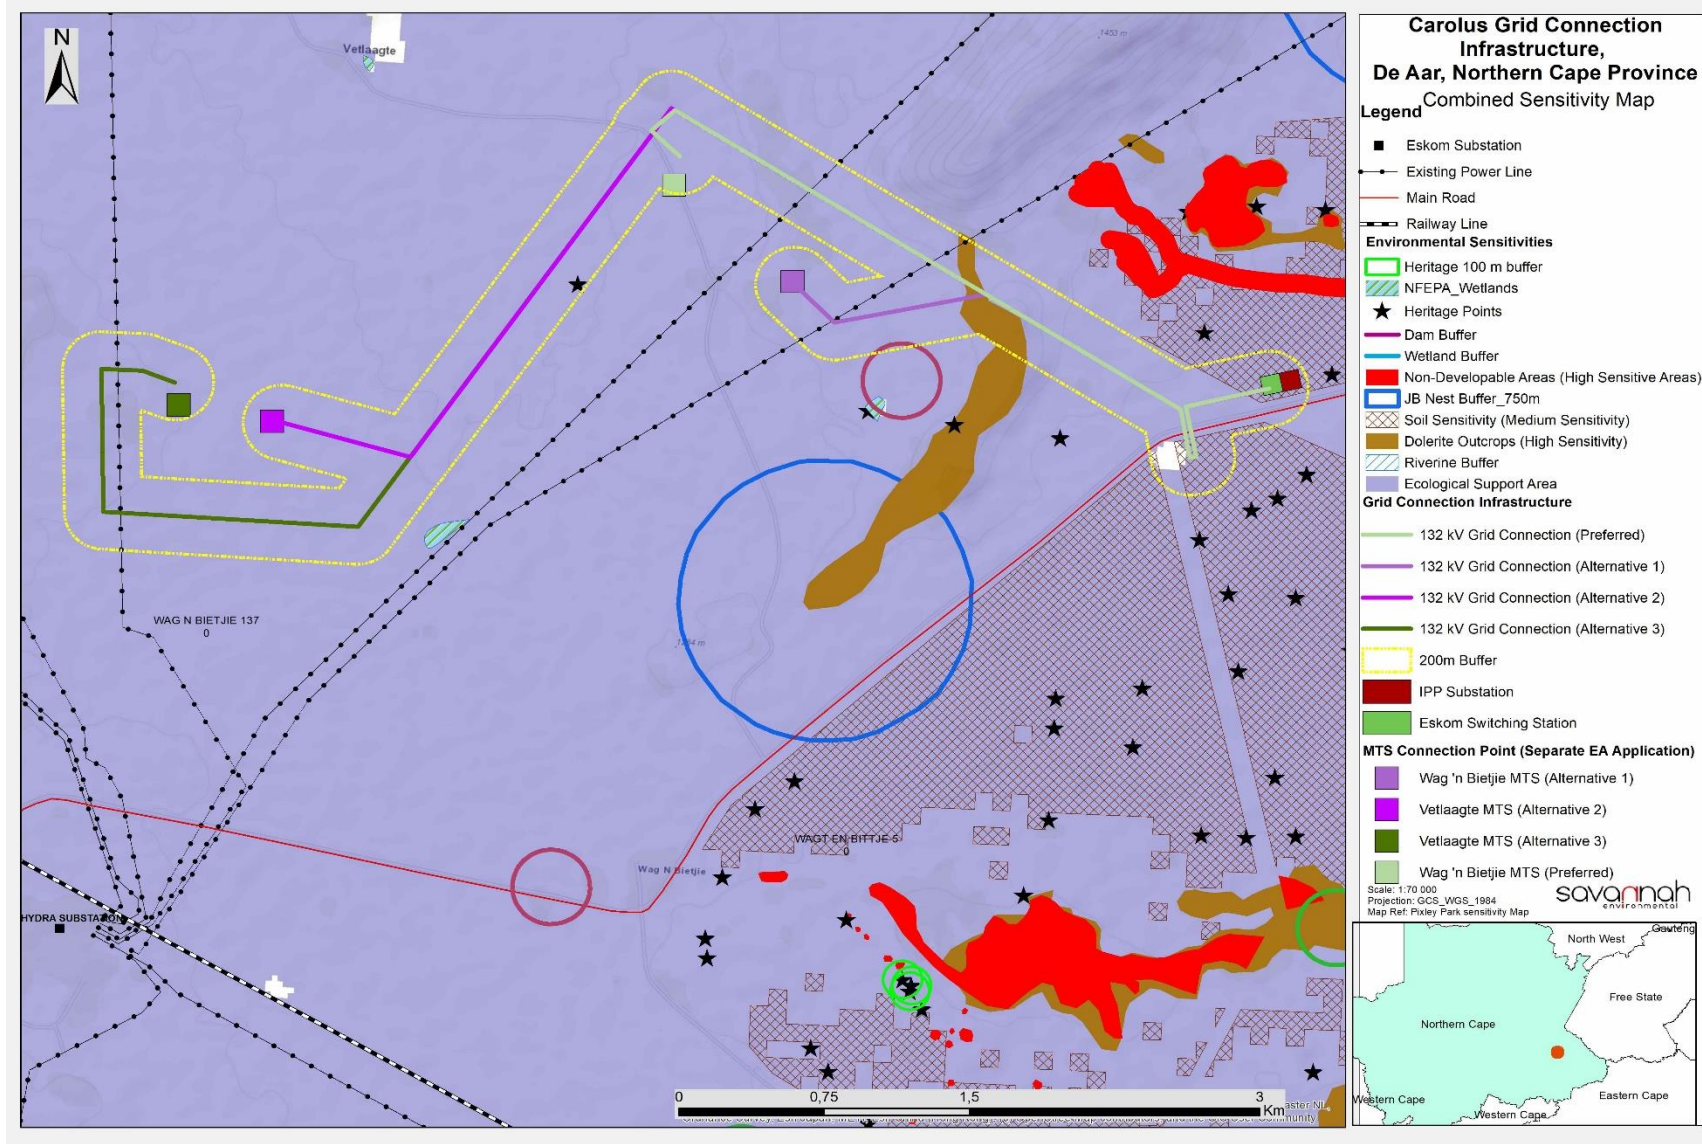 N
Vetlaagte
1453 m
WAG N BIETJIE 137
0
WAGT EN BITTJE 5
0
Wag N Bietjie
HYDRA SUBSTATION
0
0,75
1,5
3
Km
Carolus Grid Connection
Infrastructure,
De Aar, Northern Cape Province
Combined Sensitivity Map
Legend
Eskom Substation
Existing Power Line
Main Road
Railway Line
Environmental Sensitivities
Heritage 100 m buffer
NFEPA_Wetlands
Heritage Points
Dam Buffer
Wetland Buffer
Non-Developable Areas (High Sensitive Areas)
JB Nest Buffer_750m
Soil Sensitivity (Medium Sensitivity)
Dolerite Outcrops (High Sensitivity)
Riverine Buffer
Ecological Support Area
Grid Connection Infrastructure
132 kV Grid Connection (Preferred)
132 kV Grid Connection (Alternative 1)
132 kV Grid Connection (Alternative 2)
132 kV Grid Connection (Alternative 3)
200m Buffer
IPP Substation
Eskom Switching Station
MTS Connection Point (Separate EA Application)
Wag 'n Bietjie MTS (Alternative 1)
Vetlaagte MTS (Alternative 2)
Vetlaagte MTS (Alternative 3)
Wag 'n Bietjie MTS (Preferred)
Scale: 1:70 000
Projection: GCS_WGS_1984
Map Ref: Pixley Park sensitivity Map
savannah
environmental
North West
Gauteng
Free State
Northern Cape
Eastern Cape
Western Cape
Western Cape